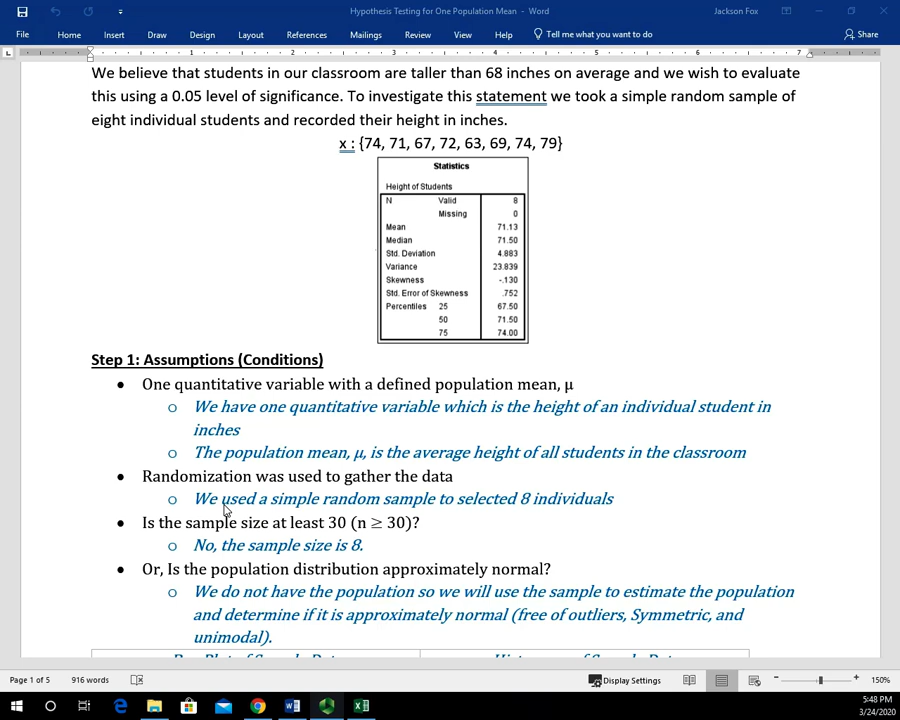 Hypothesis Testing for One Population Mean - Word
Jackson Fox
File Home Insert Draw Design Layout References Mailings Review View Help Tell me what you want to do Share
1 2 3 4 5 6 7
We believe that students in our classroom are taller than 68 inches on average and we wish to evaluate
this using a 0.05 level of significance. To investigate this statement we took a simple random sample of
eight individual students and recorded their height in inches.
x : {74, 71, 67, 72, 63, 69, 74, 79}
Statistics
Height of Students
N Valid 8
Missing 0
Mean 71.13
Median 71.50
Std. Deviation 4.883
Variance 23.839
Skewness -.130
Std. Error of Skewness .752
Percentiles 25 67.50
50 71.50
75 74.00
Step 1: Assumptions (Conditions)
• One quantitative variable with a defined population mean, μ
o We have one quantitative variable which is the height of an individual student in
inches
o The population mean, μ, is the average height of all students in the classroom
• Randomization was used to gather the data
o We used a simple random sample to selected 8 individuals
• Is the sample size at least 30 (n ≥ 30)?
o No, the sample size is 8.
• Or, Is the population distribution approximately normal?
o We do not have the population so we will use the sample to estimate the population
and determine if it is approximately normal (free of outliers, Symmetric, and
unimodal).
Page 1 of 5 916 words Display Settings 150%
5:48 PM
3/24/2020